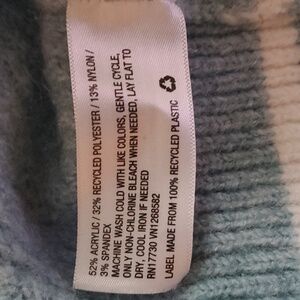 52% ACRYLIC / 32% RECYCLED POLYESTER / 13% NYLON /
3% SPANDEX
MACHINE WASH COLD WITH LIKE COLORS, GENTLE CYCLE,
ONLY NON-CHLORINE BLEACH WHEN NEEDED, LAY FLAT TO
DRY, COOL IRON IF NEEDED
RN17730 VN1268582
LABEL MADE FROM 100% RECYCLED PLASTIC